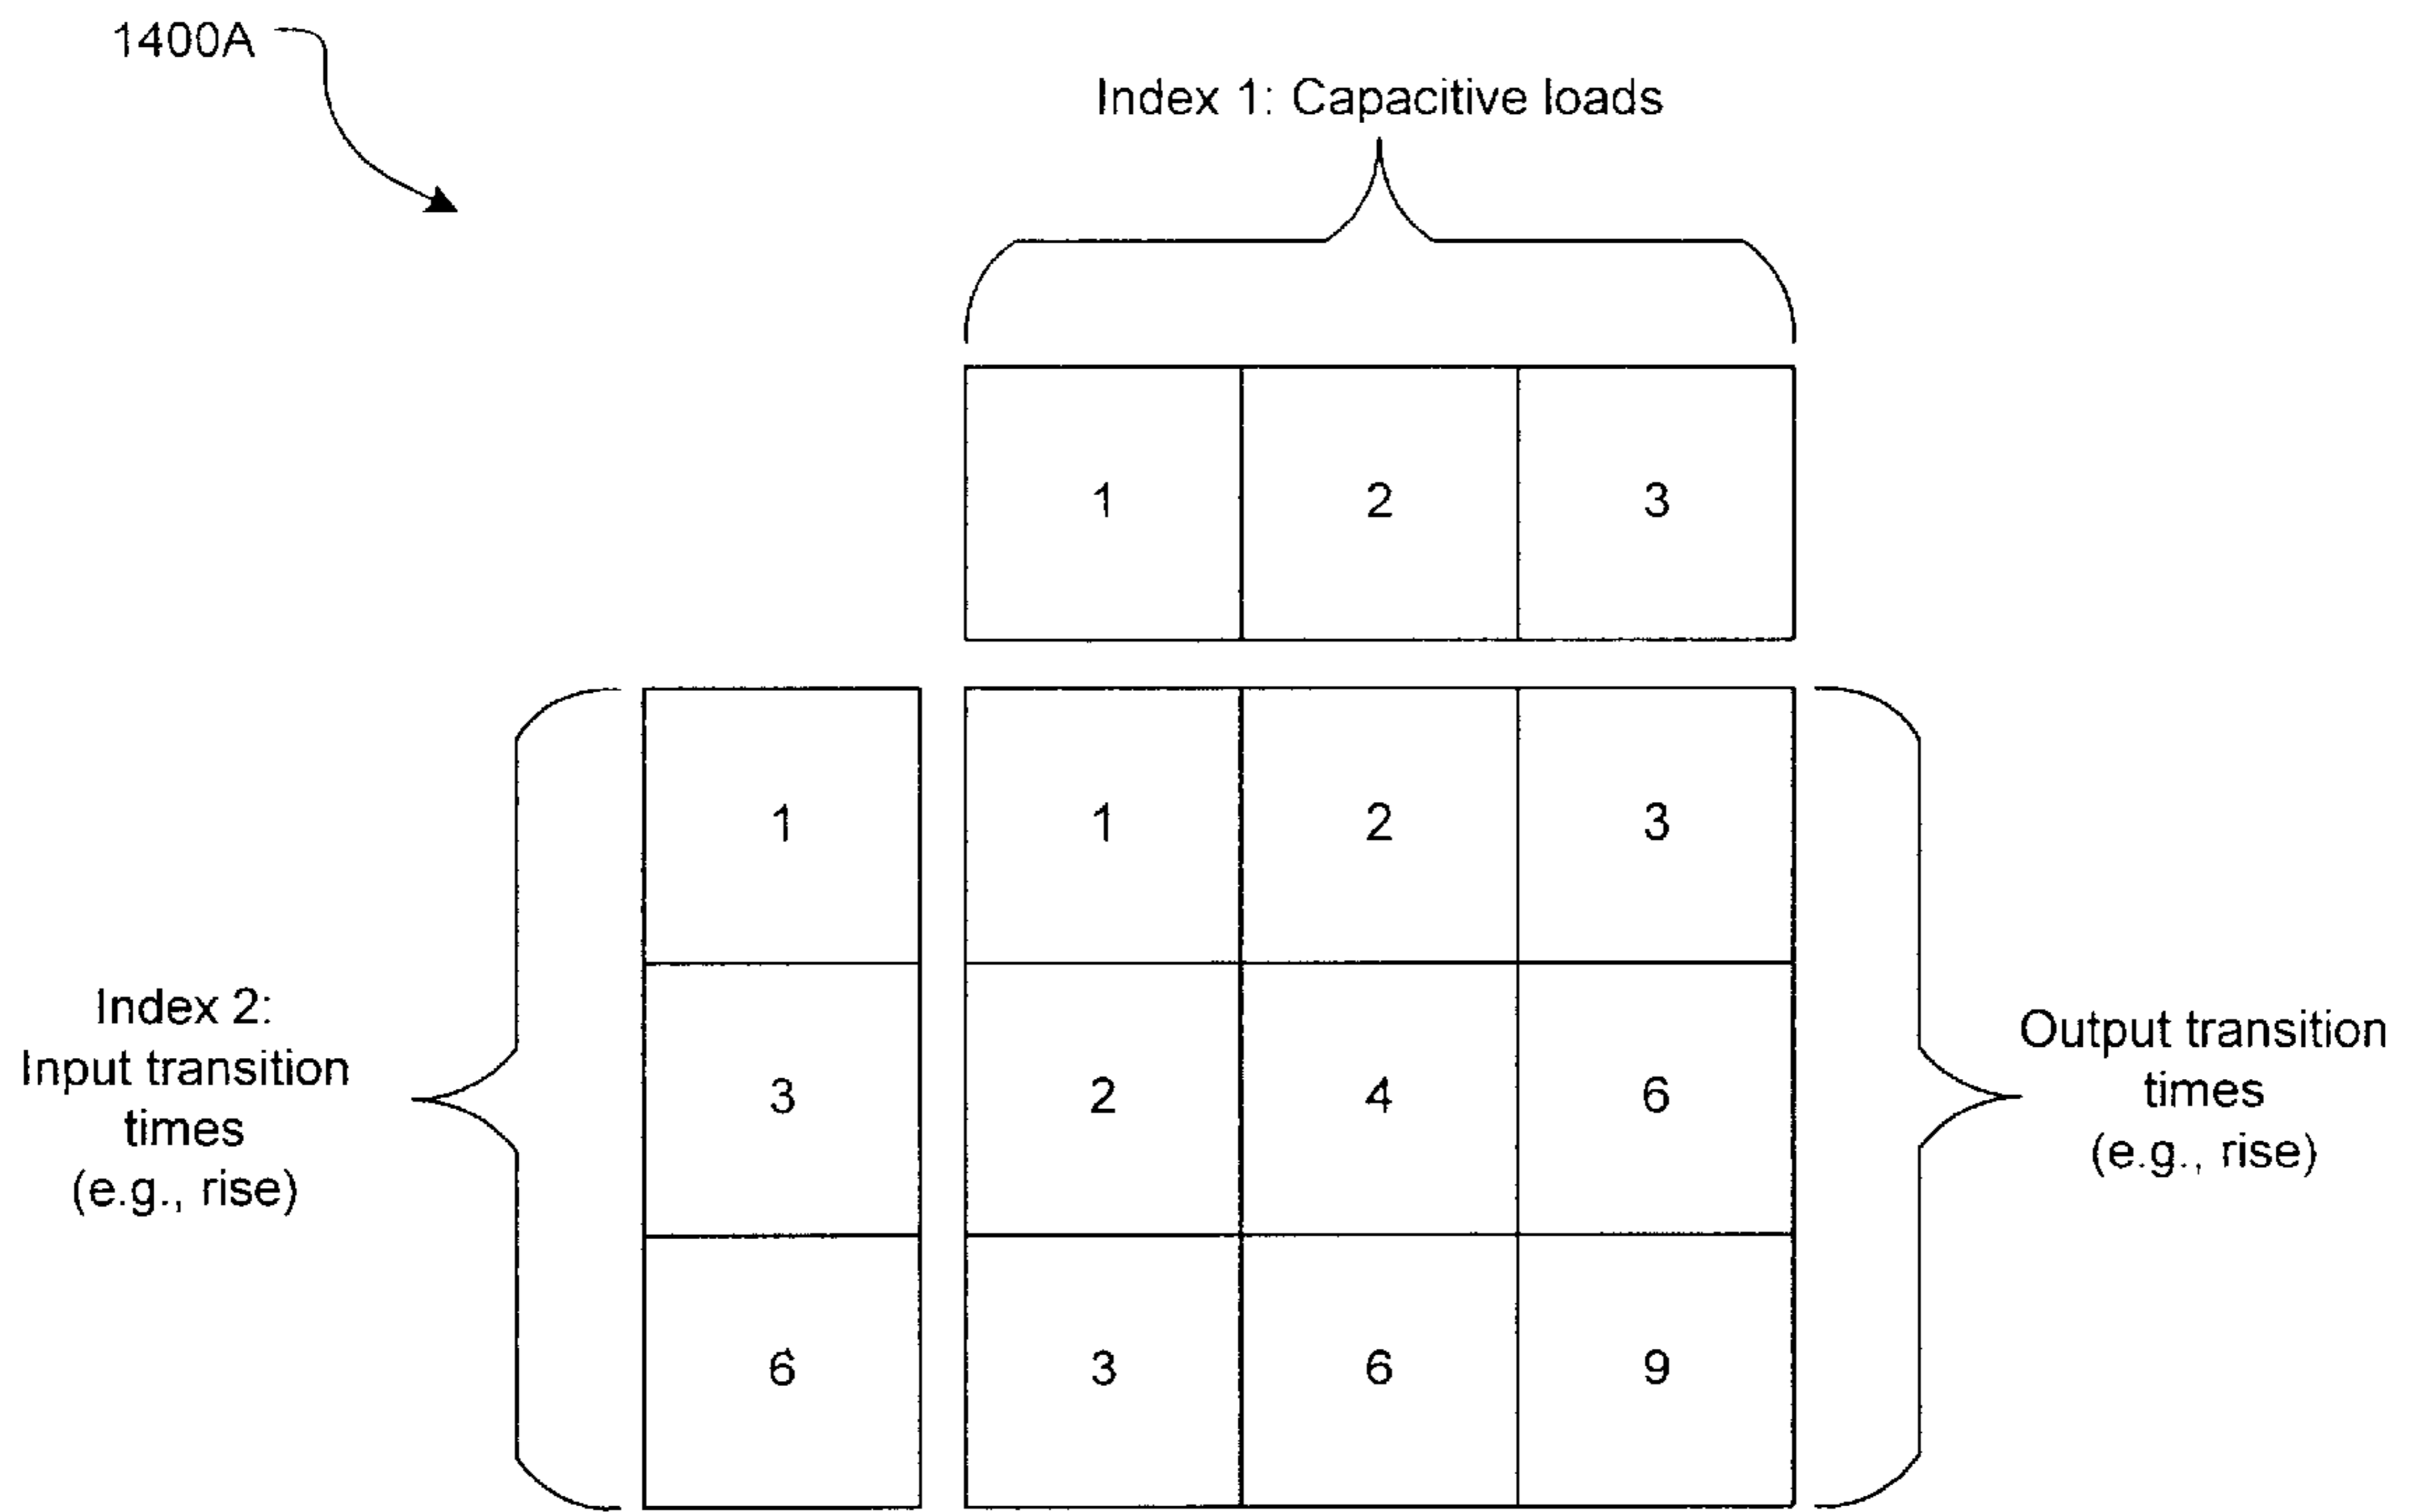 1400A
Index 1: Capacitive loads
1 2 3
1 1 2 3
Index 2:
Input transition
times
(e.g., rise)
3 2 4 6
Output transition
times
(e.g., rise)
6 3 6 9